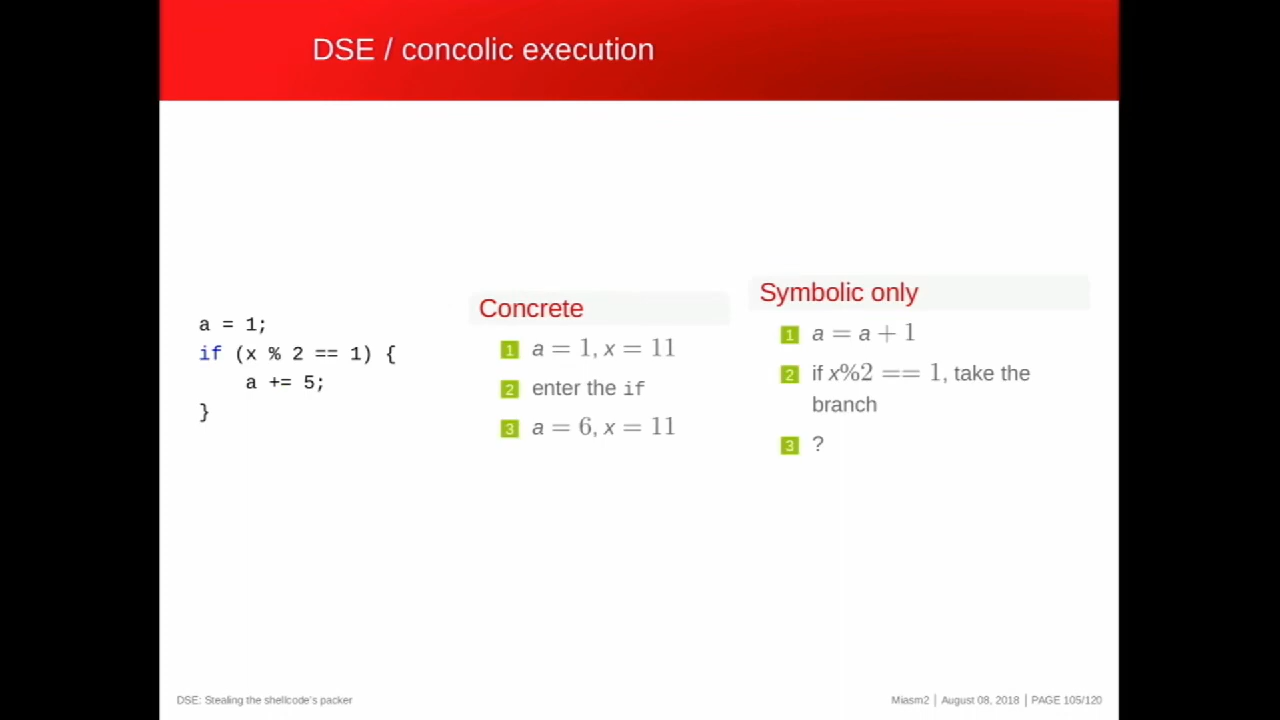 DSE / concolic execution
a = 1;
if (x % 2 == 1) {
    a += 5;
}
Concrete
1 a = 1, x = 11
2 enter the if
3 a = 6, x = 11
Symbolic only
1 a = a + 1
2 if x%2 == 1, take the
branch
3 ?
DSE: Stealing the shellcode's packer
Miasm2 | August 08, 2018 | PAGE 105/120